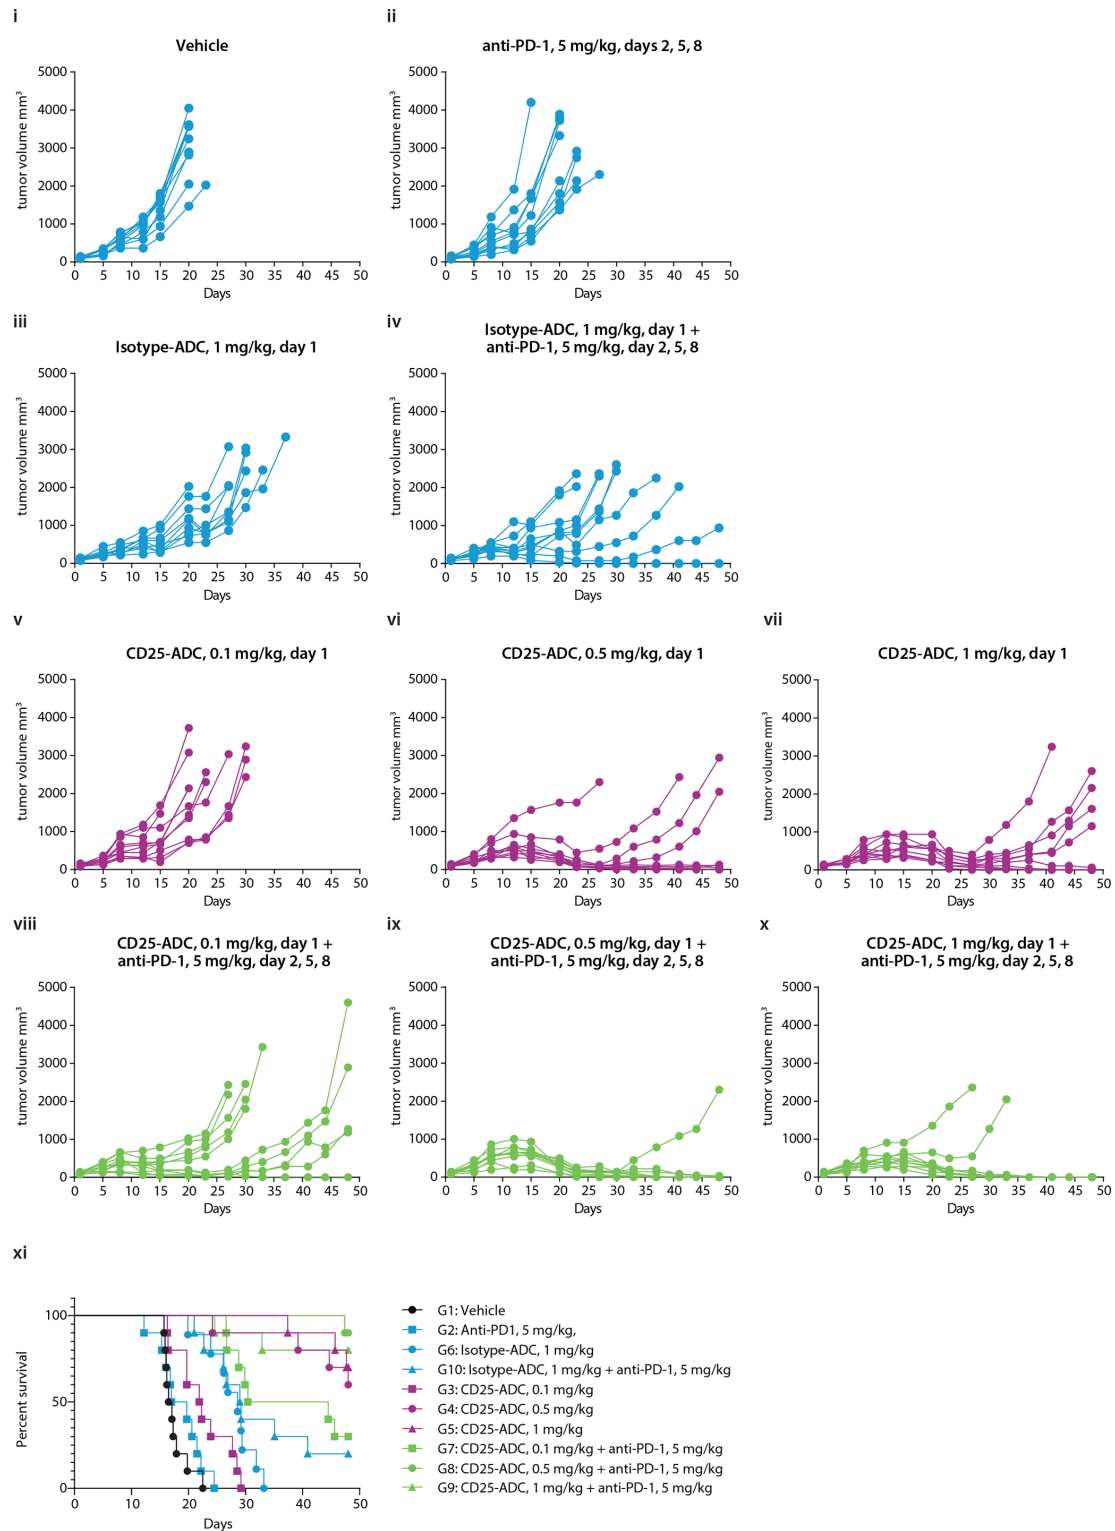 i
Vehicle
5000
4000
3000
2000
1000
0
tumor volume mm³
0 5 10 15 20 25 30 35 40 45 50
Days
ii
anti-PD-1, 5 mg/kg, days 2, 5, 8
5000
4000
3000
2000
1000
0
tumor volume mm³
0 5 10 15 20 25 30 35 40 45 50
Days
iii
Isotype-ADC, 1 mg/kg, day 1
5000
4000
3000
2000
1000
0
tumor volume mm³
0 5 10 15 20 25 30 35 40 45 50
Days
iv
Isotype-ADC, 1 mg/kg, day 1 +
anti-PD-1, 5 mg/kg, day 2, 5, 8
5000
4000
3000
2000
1000
0
tumor volume mm³
0 5 10 15 20 25 30 35 40 45 50
Days
v
CD25-ADC, 0.1 mg/kg, day 1
5000
4000
3000
2000
1000
0
tumor volume mm³
0 5 10 15 20 25 30 35 40 45 50
Days
vi
CD25-ADC, 0.5 mg/kg, day 1
5000
4000
3000
2000
1000
0
tumor volume mm³
0 5 10 15 20 25 30 35 40 45 50
Days
vii
CD25-ADC, 1 mg/kg, day 1
5000
4000
3000
2000
1000
0
tumor volume mm³
0 5 10 15 20 25 30 35 40 45 50
Days
viii
CD25-ADC, 0.1 mg/kg, day 1 +
anti-PD-1, 5 mg/kg, day 2, 5, 8
5000
4000
3000
2000
1000
0
tumor volume mm³
0 5 10 15 20 25 30 35 40 45 50
Days
ix
CD25-ADC, 0.5 mg/kg, day 1 +
anti-PD-1, 5 mg/kg, day 2, 5, 8
5000
4000
3000
2000
1000
0
tumor volume mm³
0 5 10 15 20 25 30 35 40 45 50
Days
x
CD25-ADC, 1 mg/kg, day 1 +
anti-PD-1, 5 mg/kg, day 2, 5, 8
5000
4000
3000
2000
1000
0
tumor volume mm³
0 5 10 15 20 25 30 35 40 45 50
Days
xi
100
50
0
Percent survival
0 10 20 30 40 50
Days
G1: Vehicle
G2: Anti-PD1, 5 mg/kg,
G6: Isotype-ADC, 1 mg/kg
G10: Isotype-ADC, 1 mg/kg + anti-PD-1, 5 mg/kg
G3: CD25-ADC, 0.1 mg/kg
G4: CD25-ADC, 0.5 mg/kg
G5: CD25-ADC, 1 mg/kg
G7: CD25-ADC, 0.1 mg/kg + anti-PD-1, 5 mg/kg
G8: CD25-ADC, 0.5 mg/kg + anti-PD-1, 5 mg/kg
G9: CD25-ADC, 1 mg/kg + anti-PD-1, 5 mg/kg